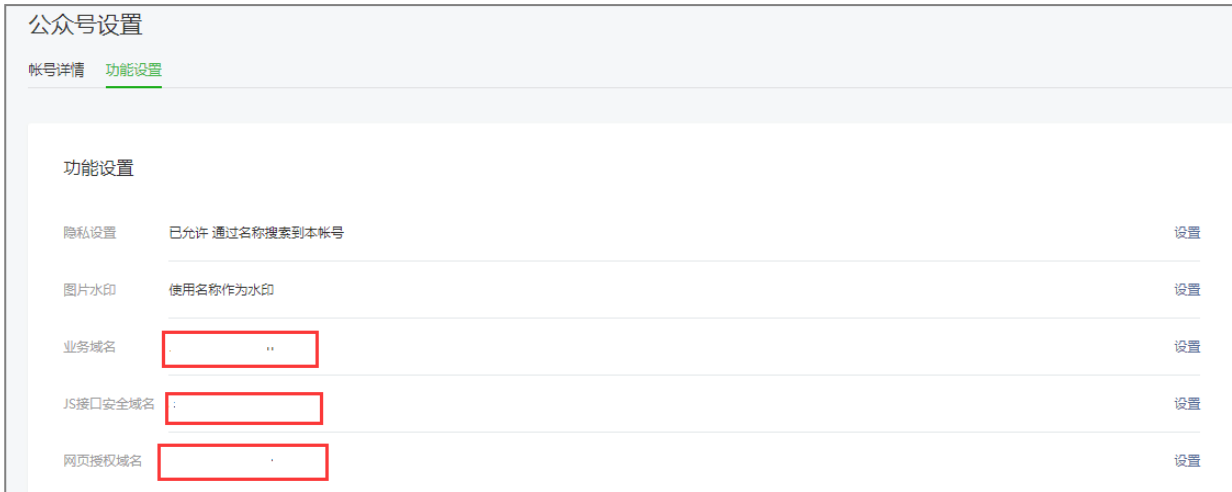 公众号设置
帐号详情 功能设置
功能设置
隐私设置 已允许 通过名称搜索到本帐号 设置
图片水印 使用名称作为水印 设置
业务域名 设置
JS接口安全域名 设置
网页授权域名 设置